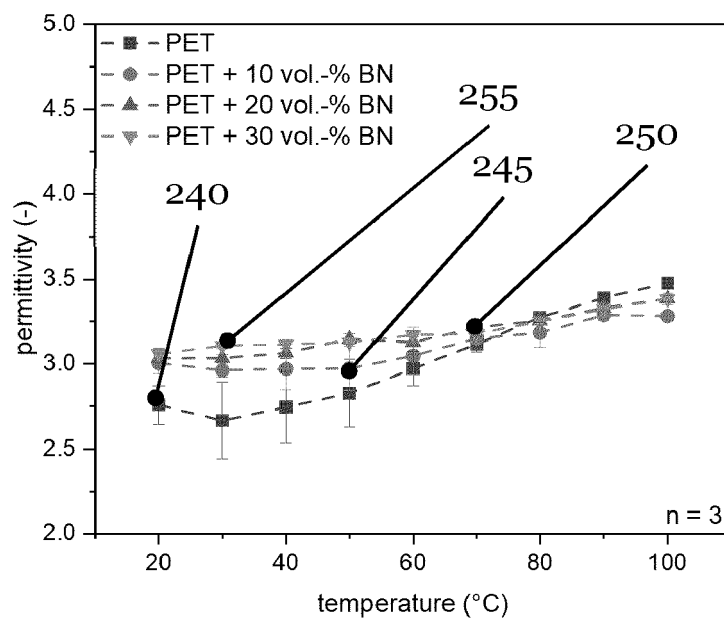 5.0
PET
PET + 10 vol.-% BN
PET + 20 vol.-% BN
PET + 30 vol.-% BN
255
250
245
240
4.5
4.0
3.5
3.0
2.5
2.0
permittivity (-)
n = 3
20 40 60 80 100
temperature (°C)